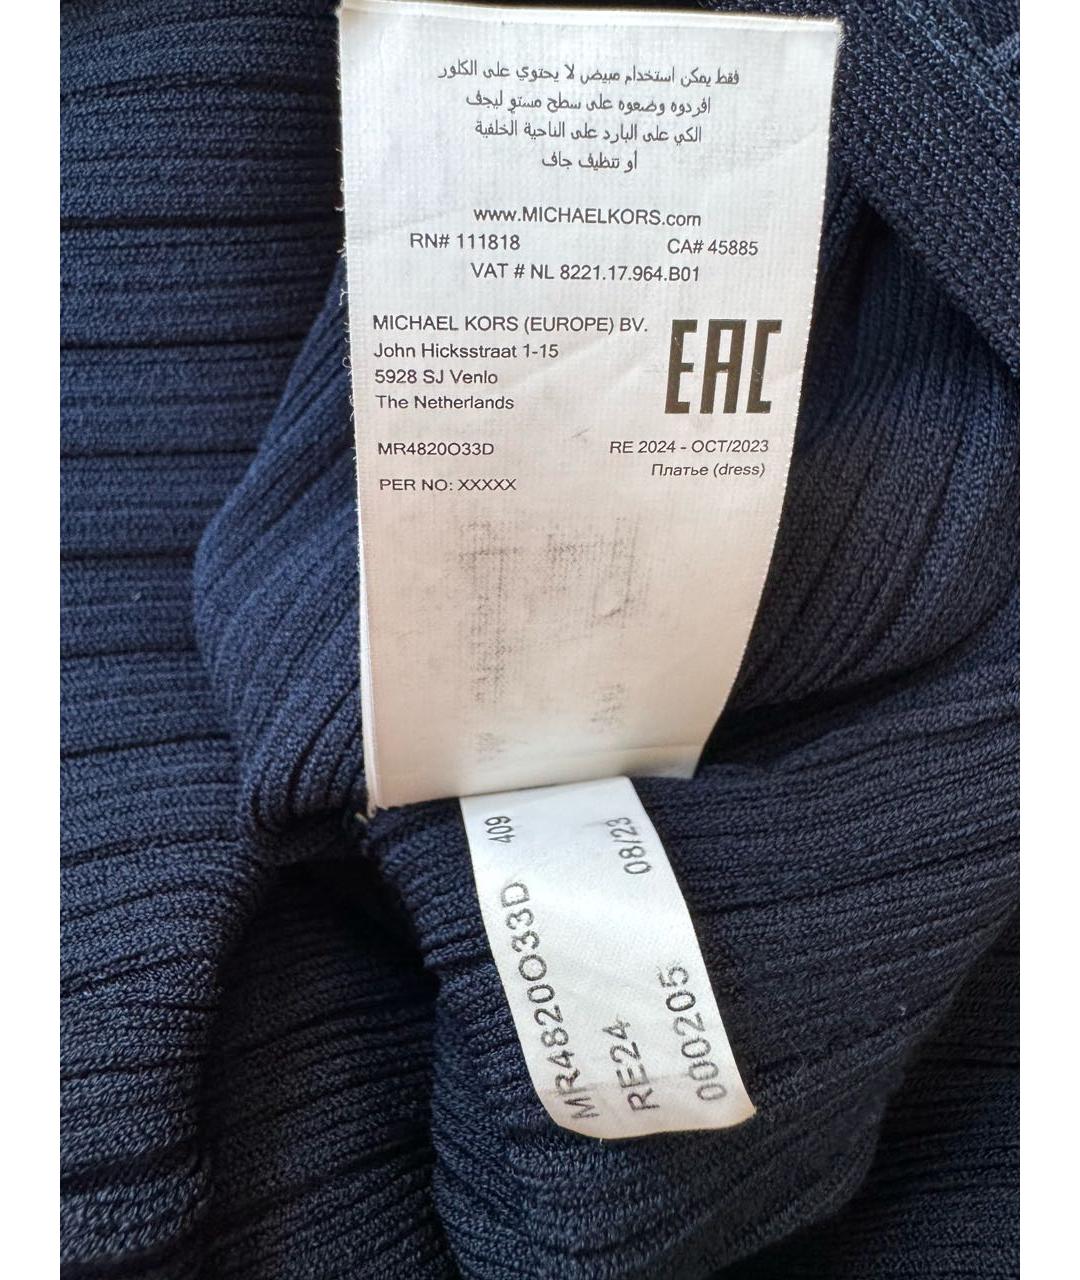 فقط يمكن استخدام مبيض لا يحتوي على الكلور
افردوه وضعوه على سطح مستوٍ ليجف
الكي على البارد على الناحية الخلفية
أو تنظيف جاف
www.MICHAELKORS.com
RN# 111818 CA# 45885
VAT # NL 8221.17.964.B01
MICHAEL KORS (EUROPE) BV.
John Hicksstraat 1-15
5928 SJ Venlo
The Netherlands
EAC
MR4820O33D
RE 2024 - OCT/2023
Платье (dress)
PER NO: XXXXX
MR4820O33D 409
RE24
0000205 08/23